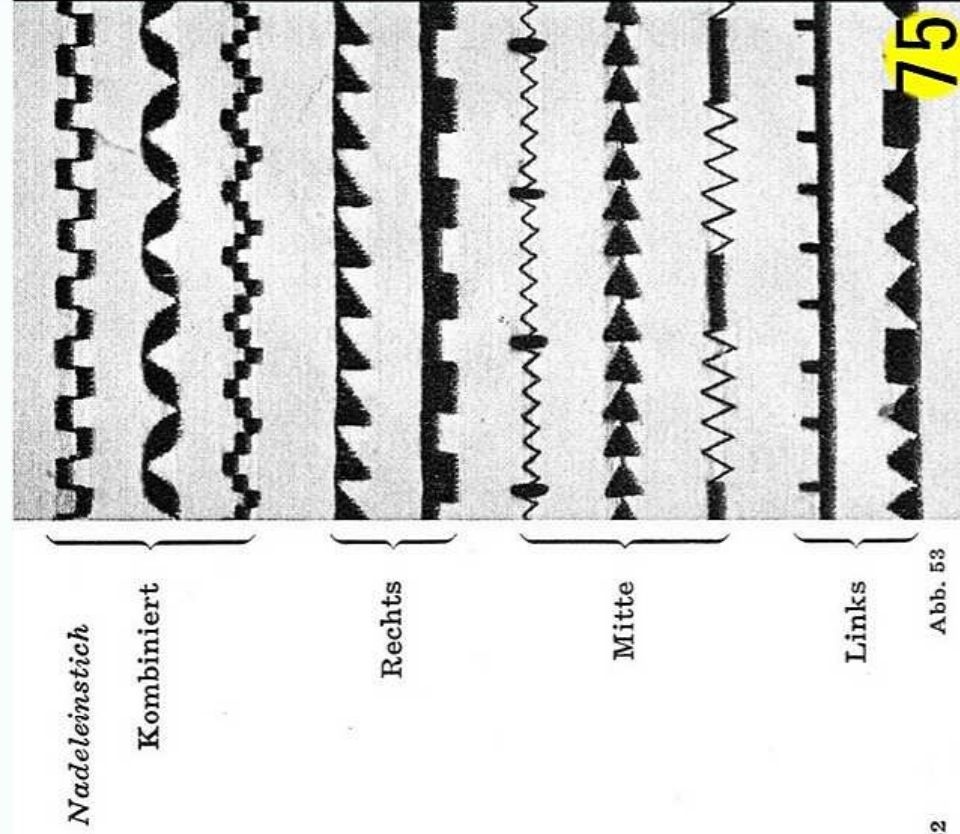 Nadeleinstich
Kombiniert
Rechts
Mitte
Links
Abb. 53
75
2